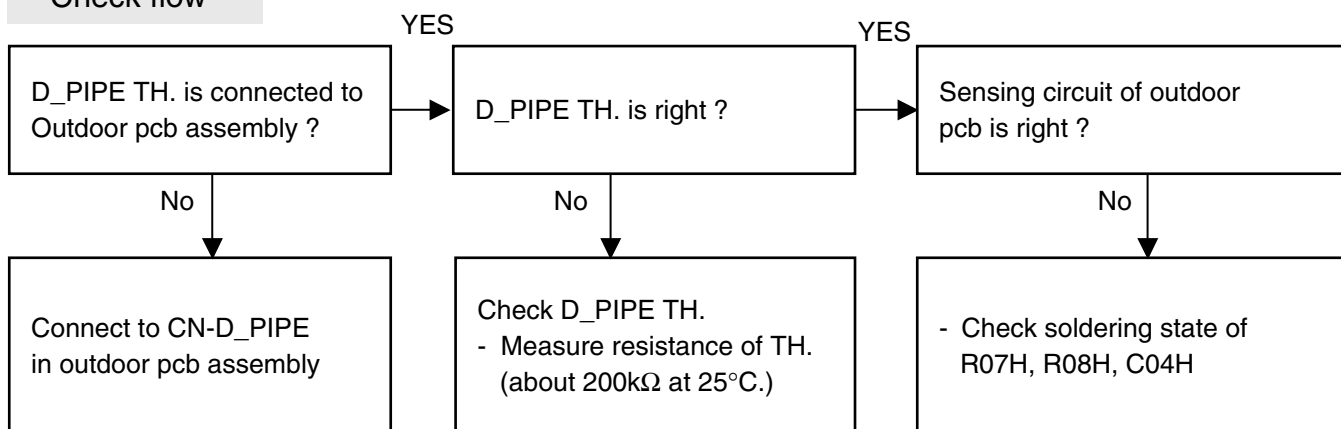 Check flow
YES
YES
D_PIPE TH. is connected to
Outdoor pcb assembly ?
D_PIPE TH. is right ?
Sensing circuit of outdoor
pcb is right ?
No
No
No
Connect to CN-D_PIPE
in outdoor pcb assembly
Check D_PIPE TH.
- Measure resistance of TH.
(about 200kΩ at 25°C.)
- Check soldering state of
R07H, R08H, C04H